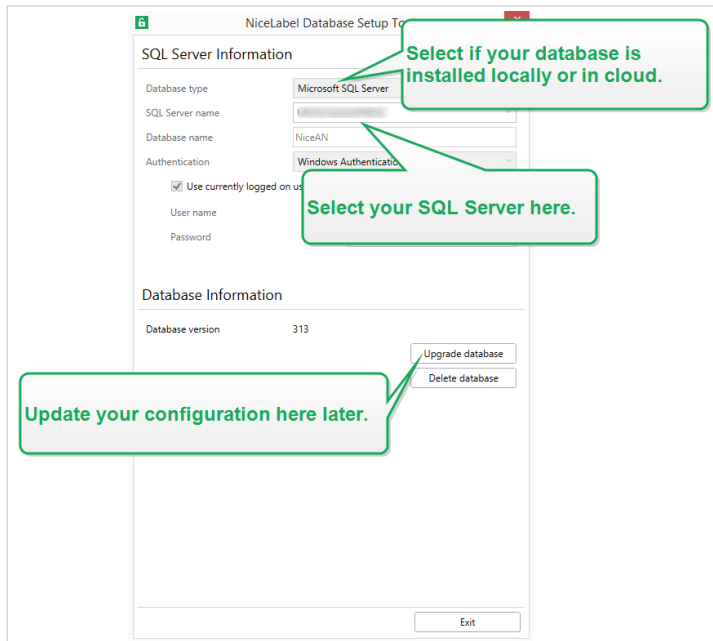 NiceLabel Database Setup To
SQL Server Information
Select if your database is
installed locally or in cloud.
Database type
Microsoft SQL Server
SQL Server name
Database name
NiceAN
Authentication
Windows Authentication
Use currently logged on us
Select your SQL Server here.
User name
Password
Database Information
Database version
313
Upgrade database
Delete database
Update your configuration here later.
Exit